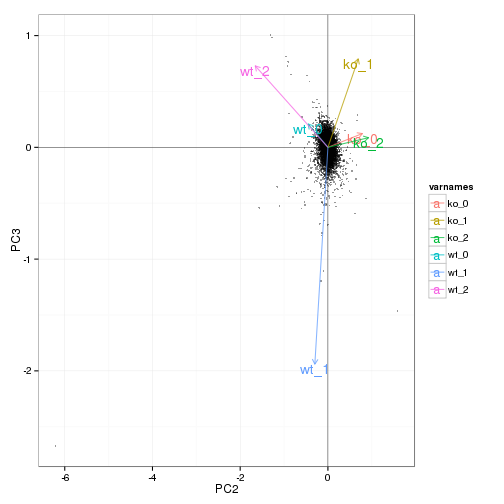 1
0
-1
-2
PC3
-6
-4
-2
0
PC2
wt_2
ko_1
wt_0
ko_0
ko_2
wt_1
varnames
a ko_0
a ko_1
a ko_2
a wt_0
a wt_1
a wt_2